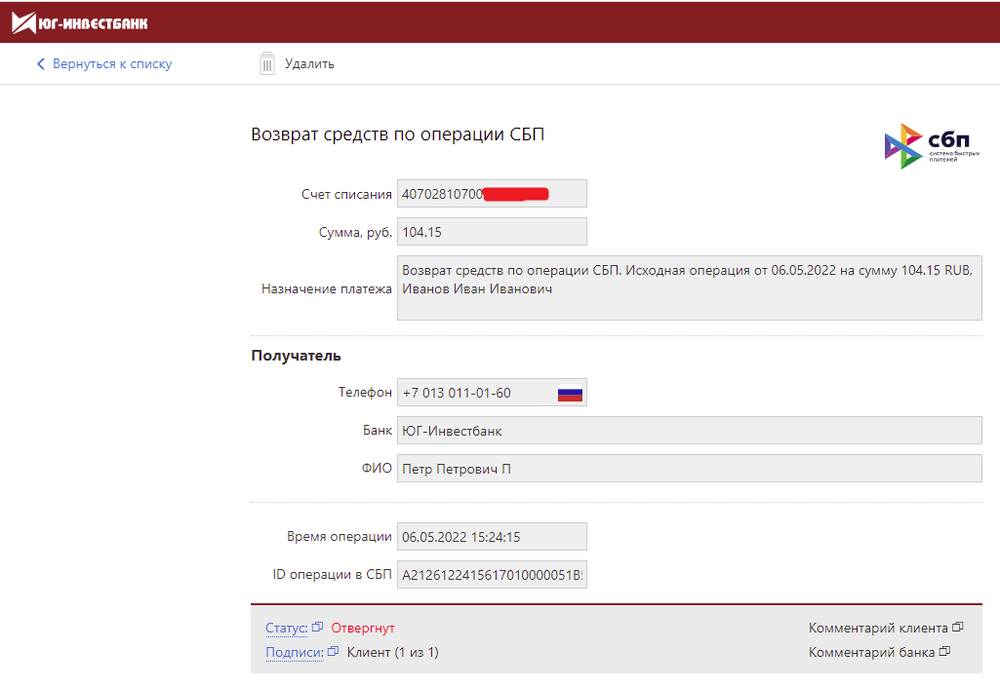 ЮГ-ИНВЕСТБАНК
Вернуться к списку
Удалить
Возврат средств по операции СБП
сбп
система быстрых
платежей
Счет списания 40702810700
Сумма, руб. 104.15
Назначение платежа Возврат средств по операции СБП. Исходная операция от 06.05.2022 на сумму 104.15 RUB,
Иванов Иван Иванович
Получатель
Телефон +7 013 011-01-60
Банк ЮГ-Инвестбанк
ФИО Петр Петрович П
Время операции 06.05.2022 15:24:15
ID операции в СБП A2126122415617010000051B
Статус: Отвергнут
Комментарий клиента
Подписи: Клиент (1 из 1)
Комментарий банка